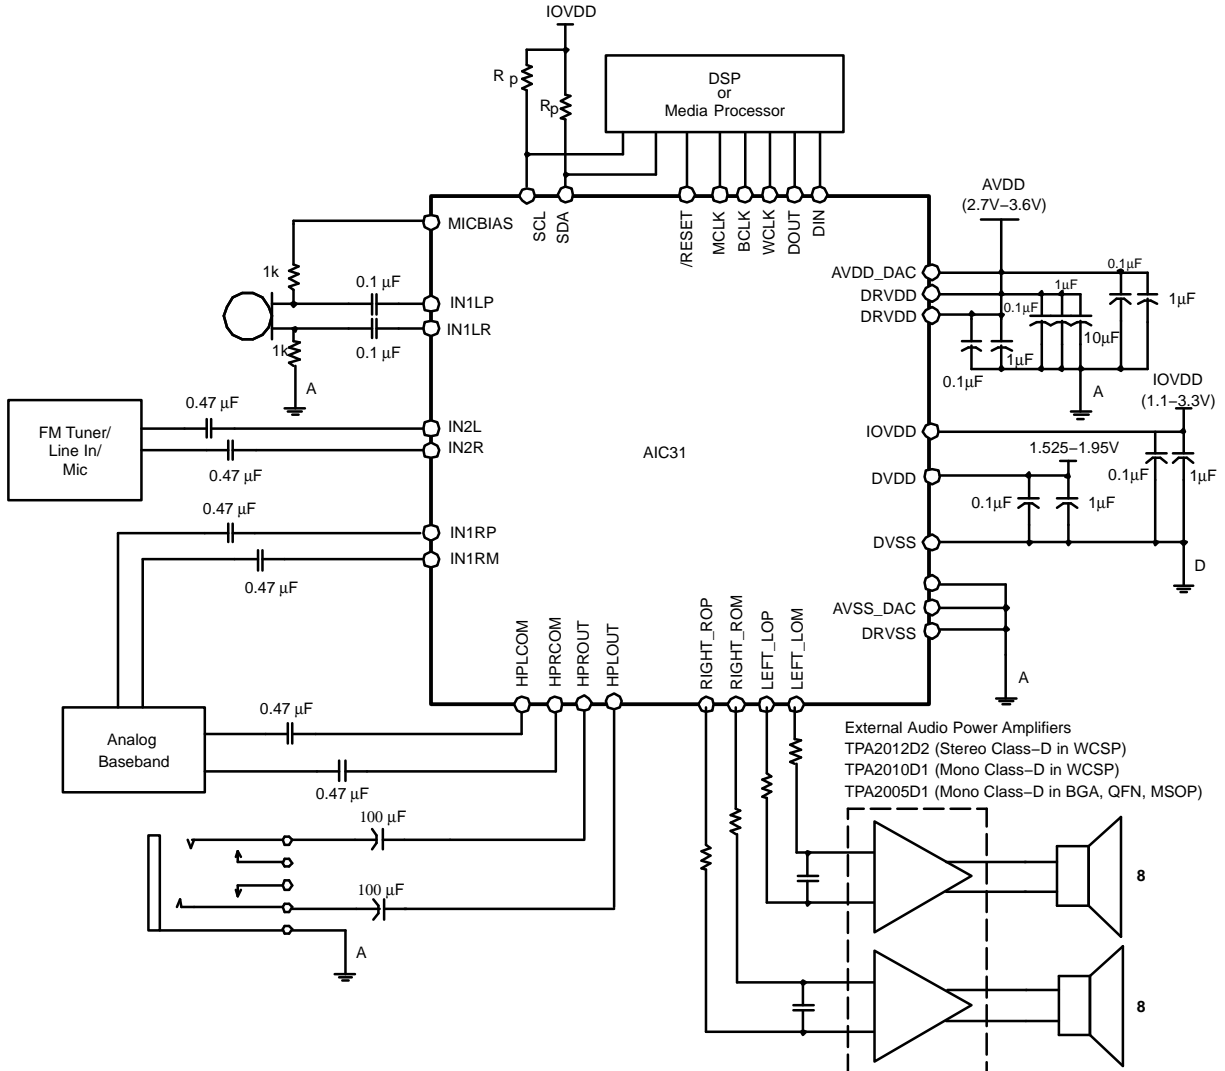 IOVDD
R p
Rp
DSP
or
Media Processor
SCL
SDA
/RESET
MCLK
BCLK
WCLK
DOUT
DIN
AVDD
(2.7V−3.6V)
MICBIAS
1k
0.1 µF
IN1LP
IN1LR
1k
0.1 µF
A
AVDD_DAC
DRVDD
DRVDD
0.1µF
1µF
0.1µF
1µF
10µF
1µF
0.1µF
A
IOVDD
(1.1−3.3V)
FM Tuner/
Line In/
Mic
0.47 µF
IN2L
IN2R
0.47 µF
AIC31
IOVDD
1.525−1.95V
DVDD
0.1µF
1µF
0.1µF
1µF
DVSS
D
0.47 µF
IN1RP
IN1RM
0.47 µF
AVSS_DAC
DRVSS
A
HPLCOM
HPRCOM
HPROUT
HPLOUT
RIGHT_ROP
RIGHT_ROM
LEFT_LOP
LEFT_LOM
Analog
Baseband
0.47 µF
0.47 µF
External Audio Power Amplifiers
TPA2012D2 (Stereo Class−D in WCSP)
TPA2010D1 (Mono Class−D in WCSP)
TPA2005D1 (Mono Class−D in BGA, QFN, MSOP)
100 µF
100 µF
A
8
8